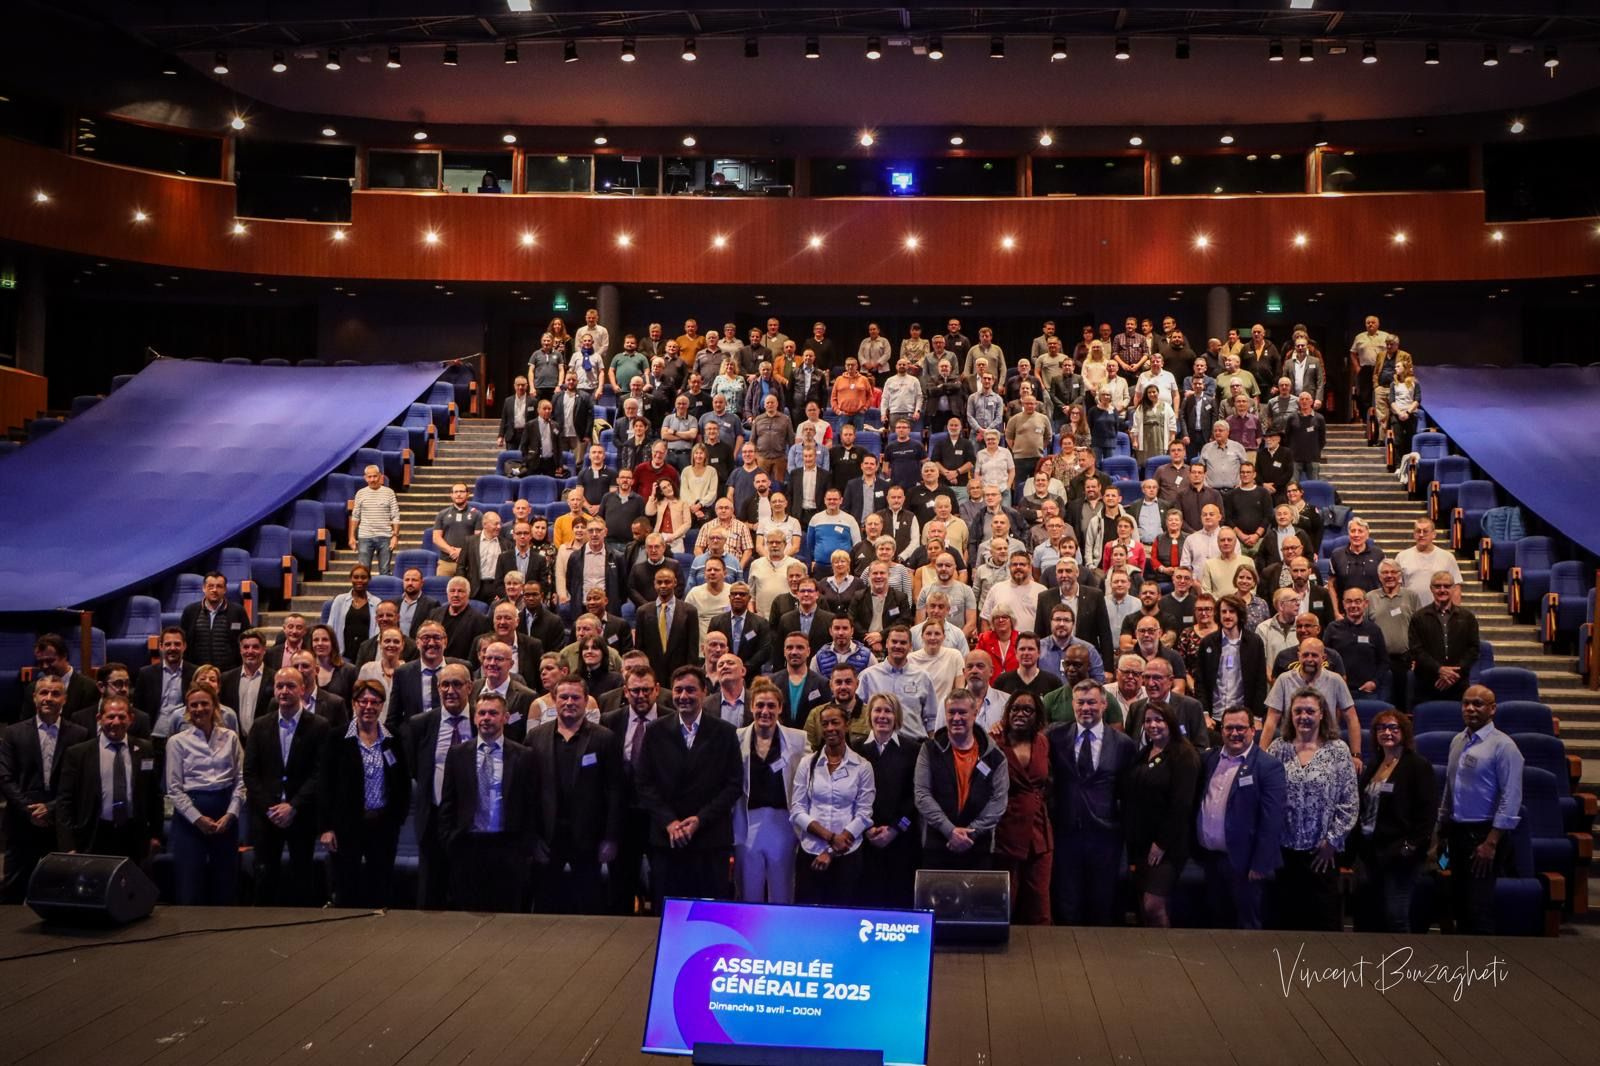 FRANCE
JUDO
ASSEMBLÉE
GÉNÉRALE 2025
Dimanche 13 avril – DIJON
Vincent Bouzagheti